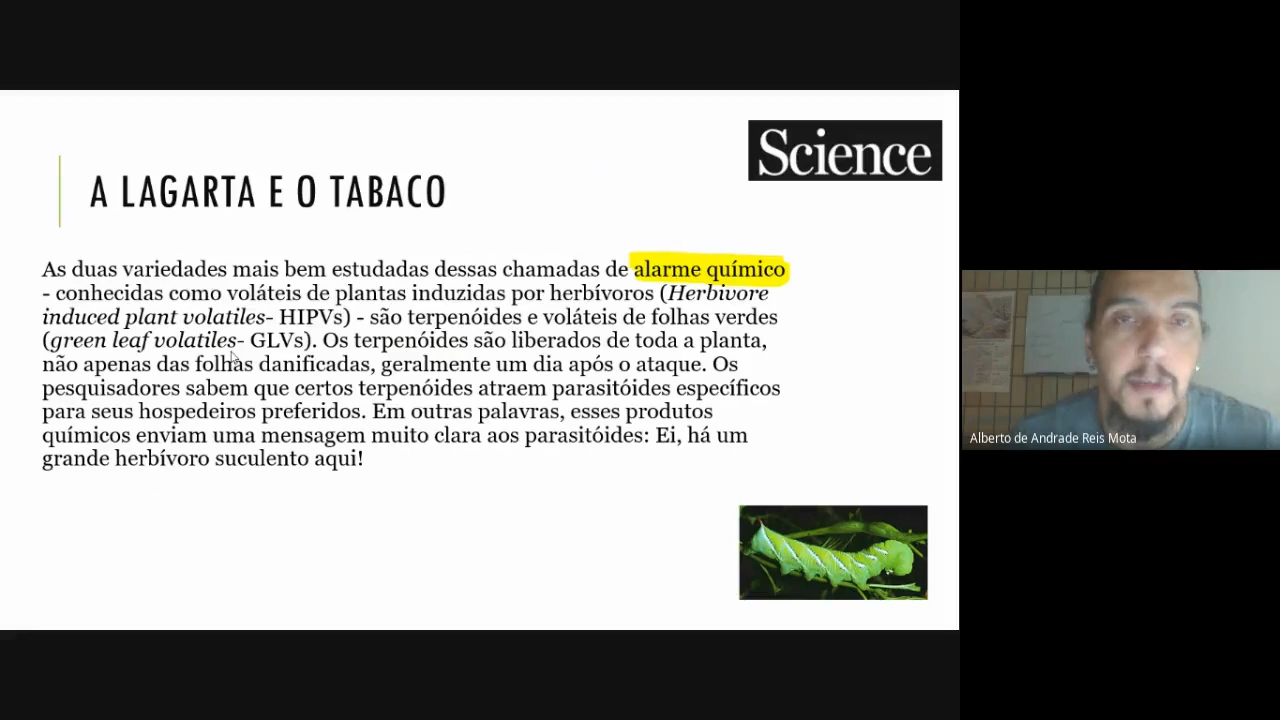 Science
A LAGARTA E O TABACO
As duas variedades mais bem estudadas dessas chamadas de alarme químico
- conhecidas como voláteis de plantas induzidas por herbívoros (Herbivore
induced plant volatiles- HIPVs) - são terpenóides e voláteis de folhas verdes
(green leaf volatiles- GLVs). Os terpenóides são liberados de toda a planta,
não apenas das folhas danificadas, geralmente um dia após o ataque. Os
pesquisadores sabem que certos terpenóides atraem parasitóides específicos
para seus hospedeiros preferidos. Em outras palavras, esses produtos
químicos enviam uma mensagem muito clara aos parasitóides: Ei, há um
grande herbívoro suculento aqui!
Alberto de Andrade Reis Mota